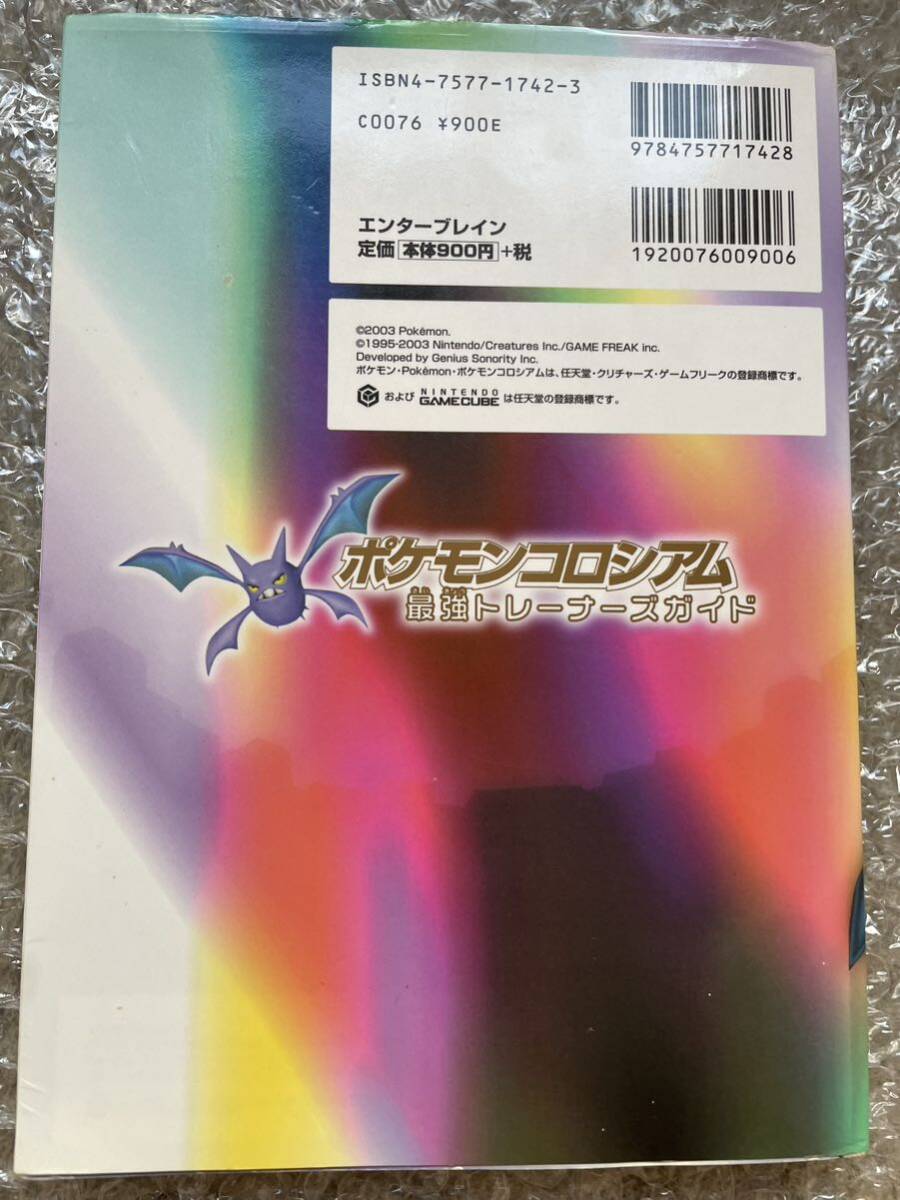 ISBN4-7577-1742-3
C0076 ¥900E
9784757717428
エンターブレイン
定価 本体900円 +税
1920076009006
©2003 Pokémon.
©1995-2003 Nintendo/Creatures Inc./GAME FREAK inc.
Developed by Genius Sonority Inc.
ポケモン・Pokémon・ポケモンコロシアムは、任天堂・クリチャーズ・ゲームフリークの登録商標です。
および NINTENDO GAMECUBE は任天堂の登録商標です。
ポケモンコロシアム
最強トレーナーズガイド